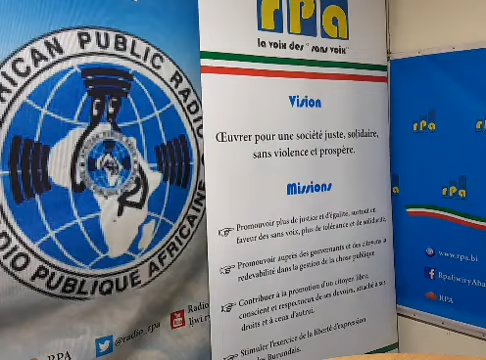 AFRICAN PUBLIC RADIO
RADIO PUBLIQUE AFRICAINE
@radio_rpa
RPA
Radio
rPa
la voix des "sans voix"
Vision
Œuvrer pour une société juste, solidaire,
sans violence et prospère.
Missions
Promouvoir plus de justice et d'égalité, surtout en
faveur des sans voix, plus de tolérance et de solidarité,
Promouvoir auprès des gouvernants et des citoyens la
redevabilité dans la gestion de la chose publique
Contribuer à la promotion d'un citoyen libre,
conscient et respectueux de ses devoirs, attaché à ses
droits et à ceux d'autrui.
Stimuler l'exercice de la liberté d'expression
Burundais.
rPa
rPa
rPa
www.rpa.bi
RPA